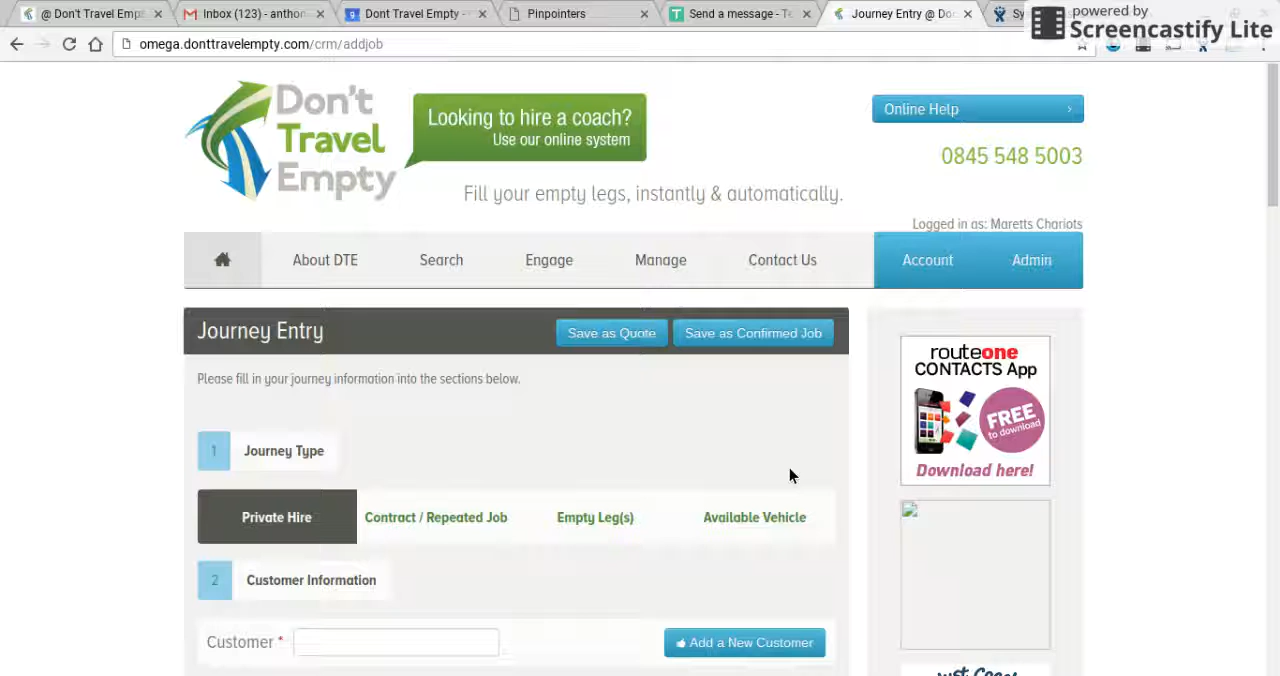 @ Don't Travel Emp
Inbox (123) - anthon
Dont Travel Empty -
Pinpointers
Send a message - Te
Journey Entry @ Don
Sy
powered by
Screencastify Lite
omega.donttravelempty.com/crm/addjob
Don't
Travel
Empty
Looking to hire a coach?
Use our online system
Online Help
0845 548 5003
Fill your empty legs, instantly & automatically.
Logged in as: Maretts Chariots
About DTE
Search
Engage
Manage
Contact Us
Account
Admin
Journey Entry
Save as Quote
Save as Confirmed Job
Please fill in your journey information into the sections below.
routeone
CONTACTS App
FREE
to download
Download here!
1 Journey Type
Private Hire
Contract / Repeated Job
Empty Leg(s)
Available Vehicle
2 Customer Information
Customer *
Add a New Customer